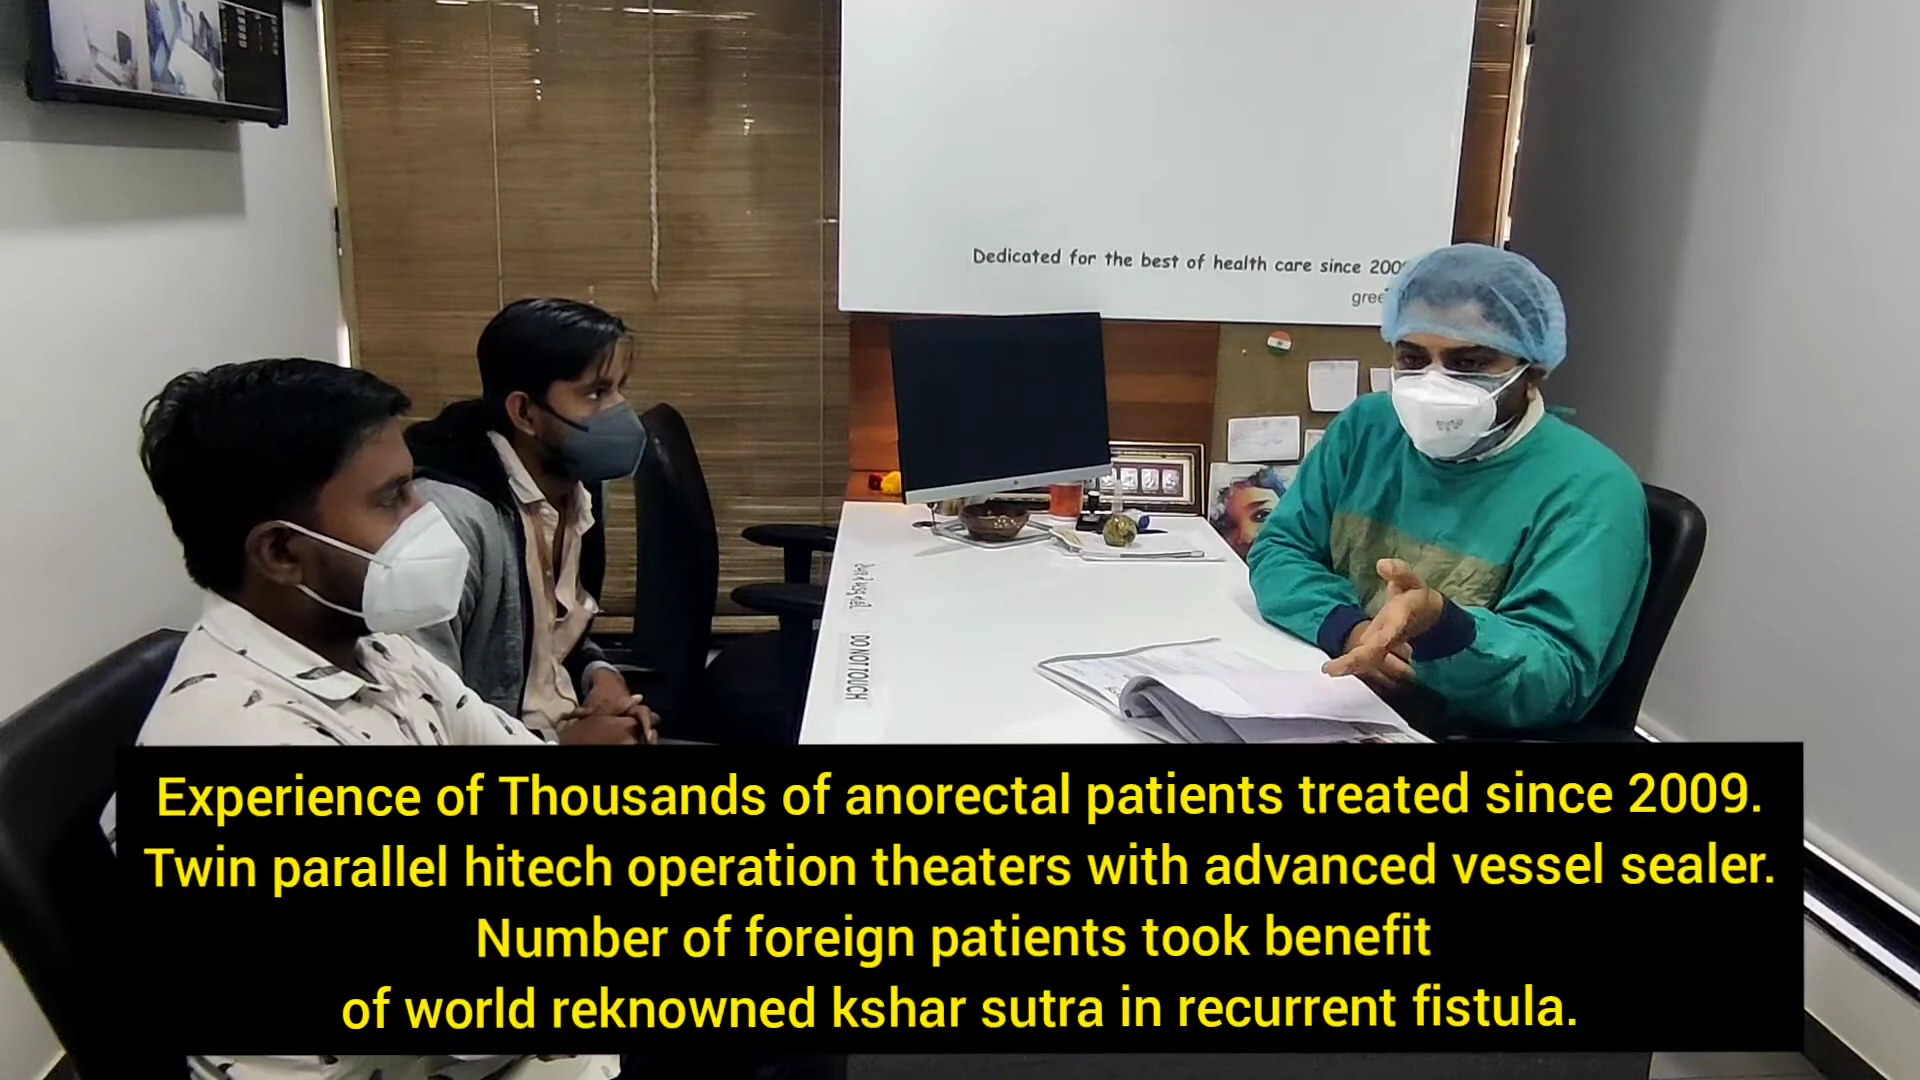 Dedicated for the best of health care since
DO NOT TOUCH
Experience of Thousands of anorectal patients treated since 2009.
Twin parallel hitech operation theaters with advanced vessel sealer.
Number of foreign patients took benefit
of world reknowned kshar sutra in recurrent fistula.